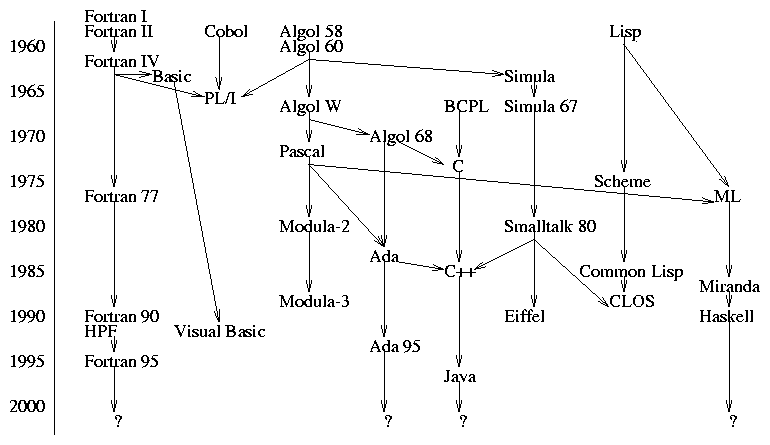 Fortran I
Fortran II Cobol Algol 58 Lisp
1960 Algol 60
Fortran IV
Basic Simula
1965 PL/I
Algol W BCPL Simula 67
1970 Algol 68
Pascal
C
1975 Scheme
Fortran 77 ML
1980 Modula-2 Smalltalk 80
Ada
1985 C++ Common Lisp
Miranda
Modula-3 CLOS
1990 Fortran 90 Eiffel Haskell
HPF Visual Basic
Ada 95
1995 Fortran 95
Java
2000
? ? ? ?